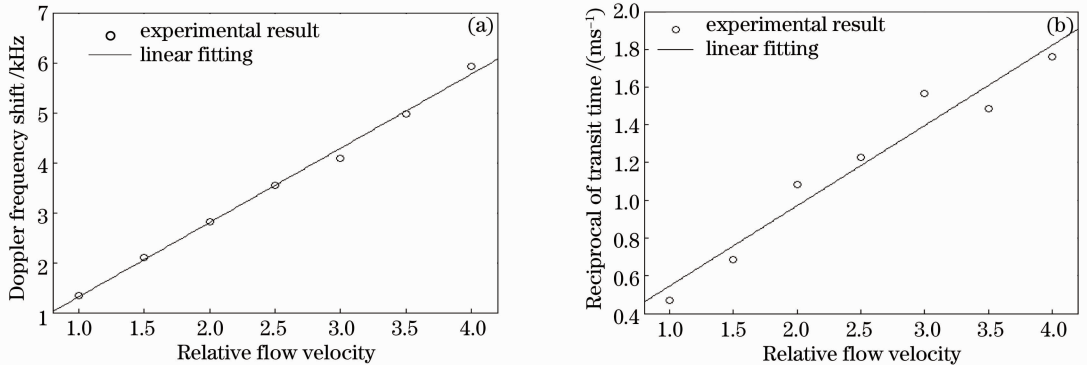 (a)
experimental result
linear fitting
7
6
5
4
3
2
1
Doppler frequency shift /kHz
1.0 1.5 2.0 2.5 3.0 3.5 4.0
Relative flow velocity
(b)
experimental result
linear fitting
2.0
1.8
1.6
1.4
1.2
1.0
0.8
0.6
0.4
Reciprocal of transit time /(ms⁻¹)
1.0 1.5 2.0 2.5 3.0 3.5 4.0
Relative flow velocity